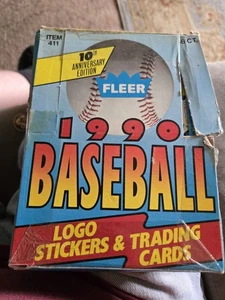 ITEM
411
10TH
ANNIVERSARY
EDITION
FLEER
1990
BASEBALL
LOGO
STICKERS & TRADING
CARDS